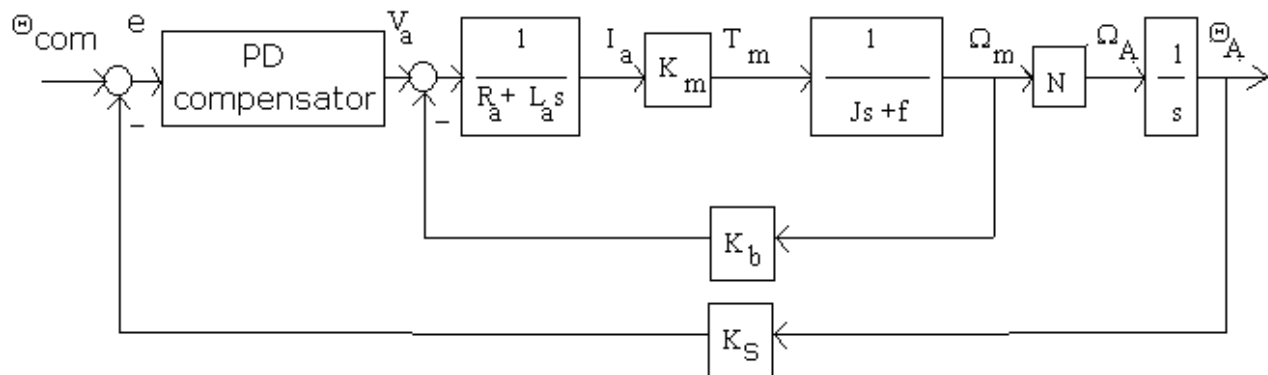 Θcom
e
PD
compensator
Va
1
Ra + Las
Ia
Km
Tm
1
Js+f
Ωm
N
ΩA
1
s
ΘA
−
−
Kb
KS